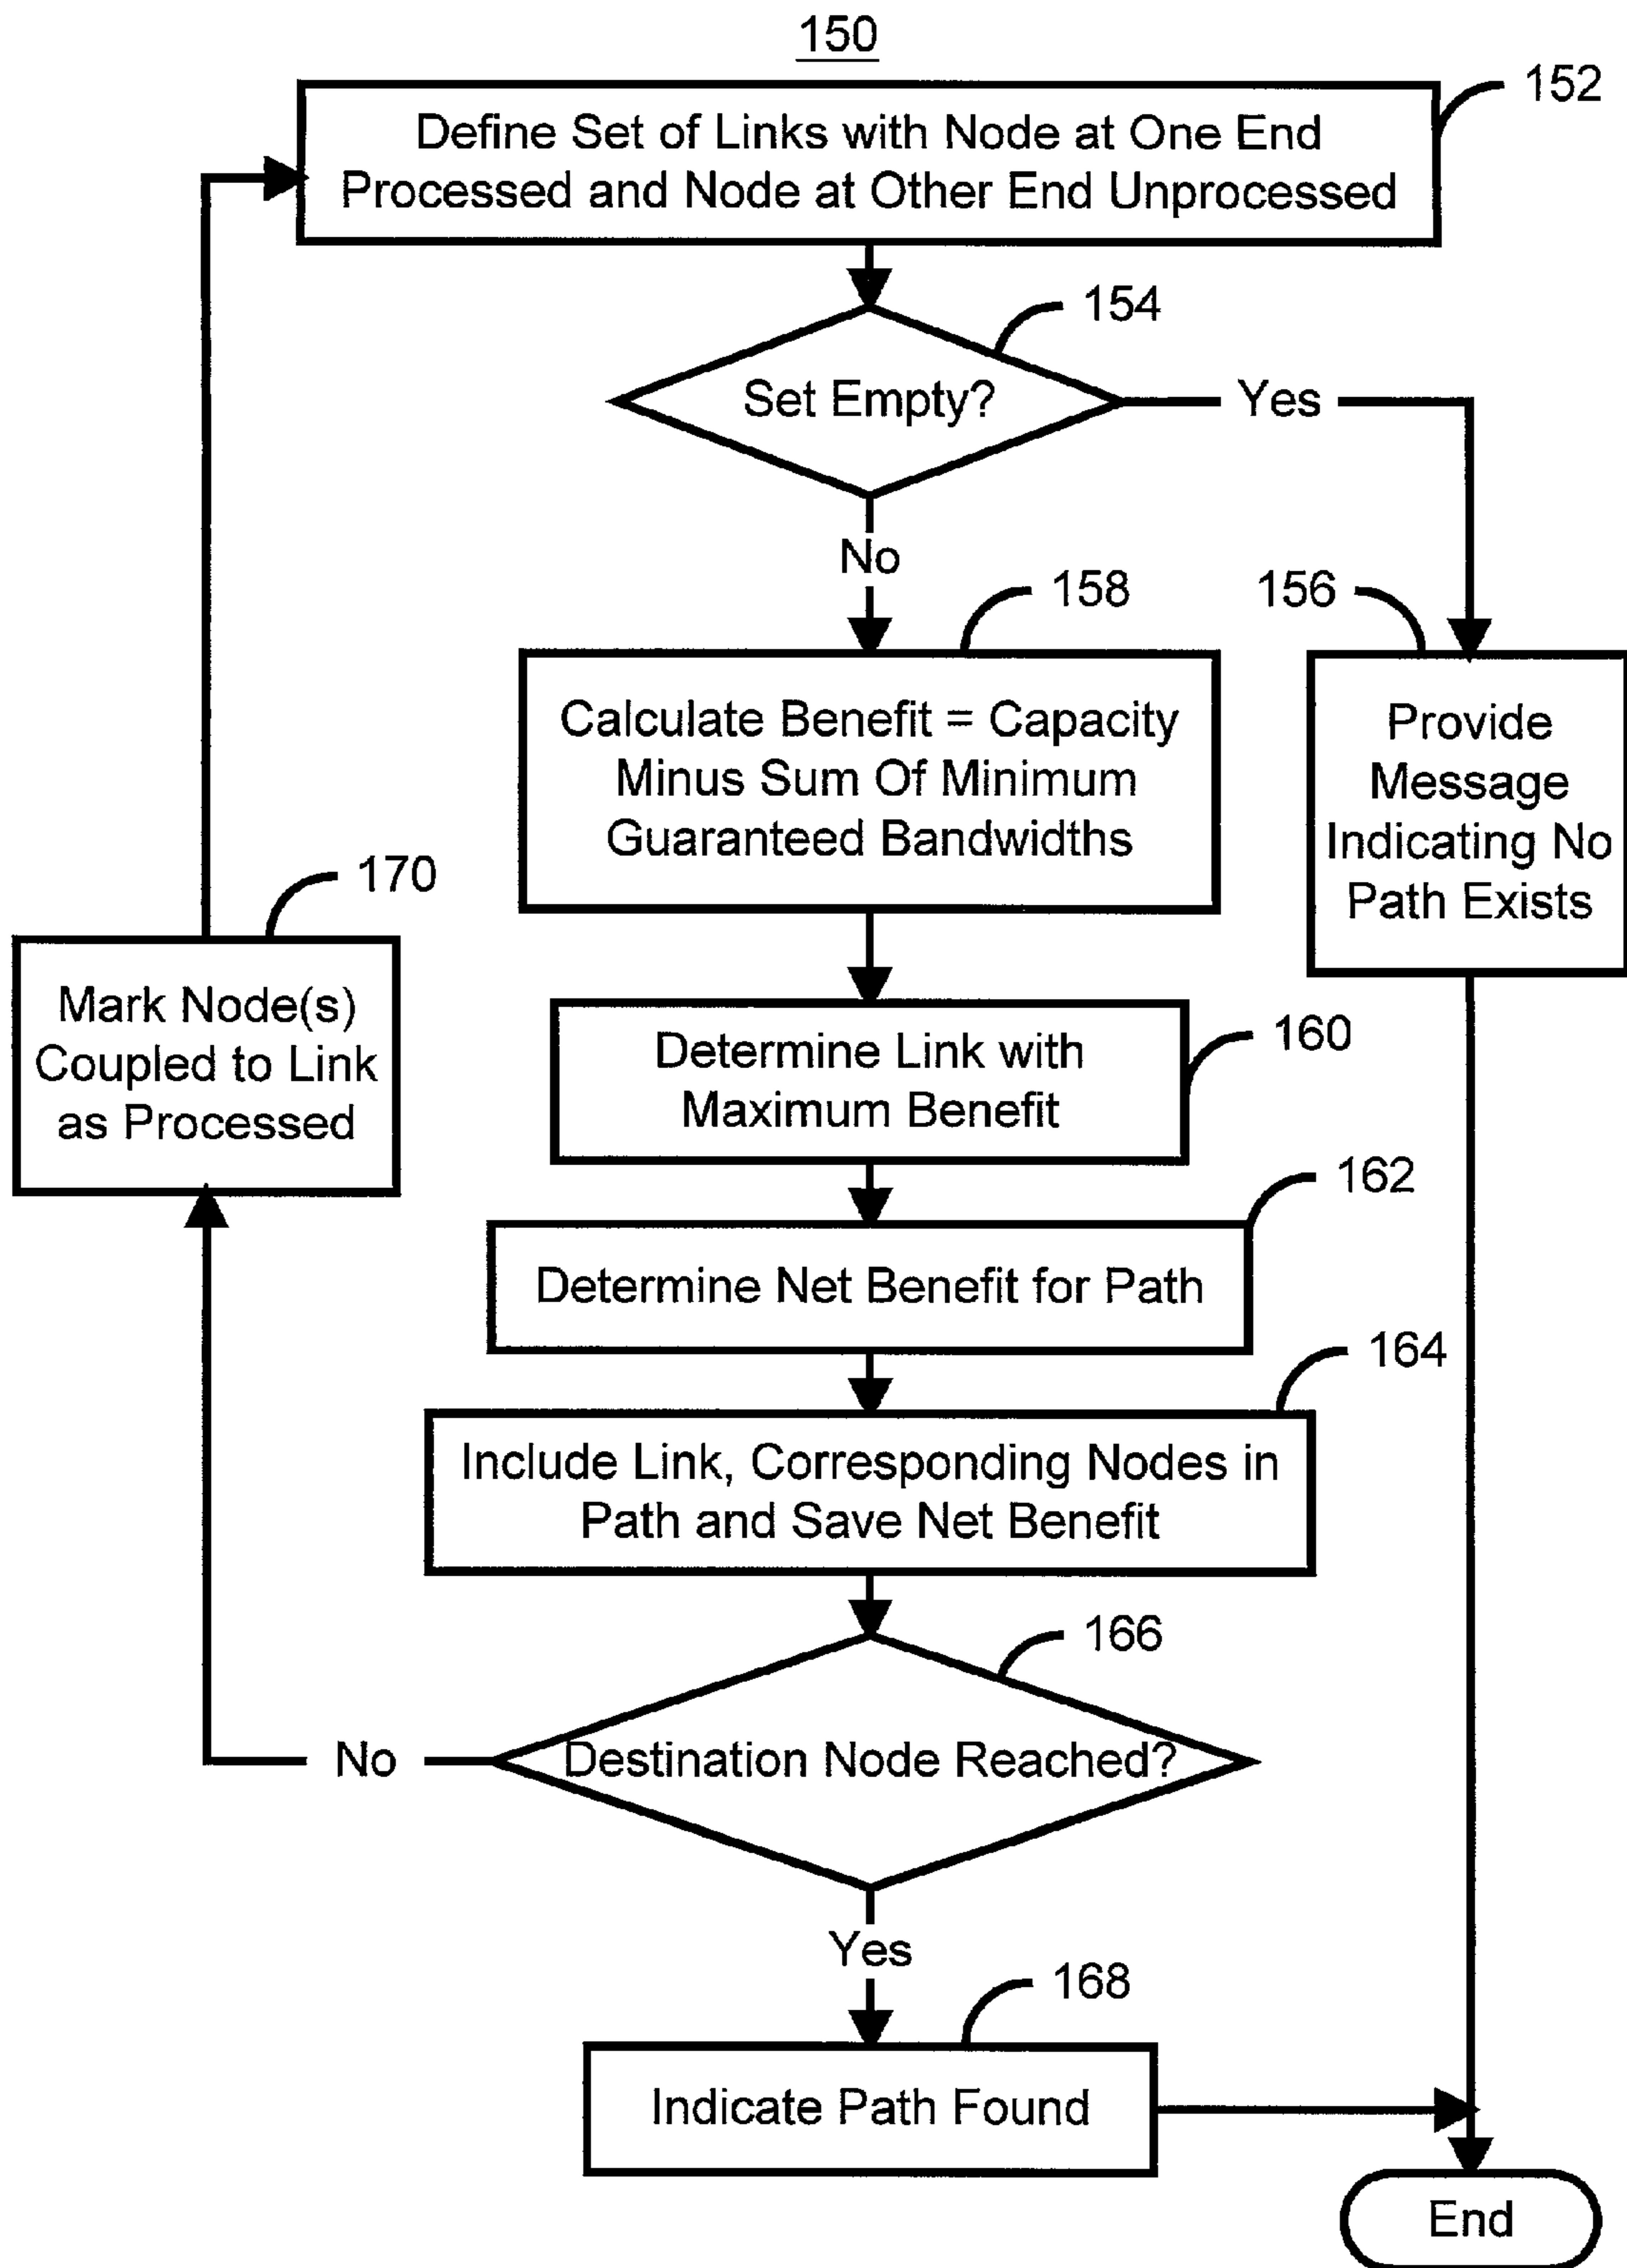 150
152
Define Set of Links with Node at One End
Processed and Node at Other End Unprocessed
154
Set Empty?
Yes
No
158
156
Calculate Benefit = Capacity
Minus Sum Of Minimum
Guaranteed Bandwidths
Provide
Message
Indicating No
Path Exists
170
Mark Node(s)
Coupled to Link
as Processed
160
Determine Link with
Maximum Benefit
162
Determine Net Benefit for Path
164
Include Link, Corresponding Nodes in
Path and Save Net Benefit
166
Destination Node Reached?
No
Yes
168
Indicate Path Found
End